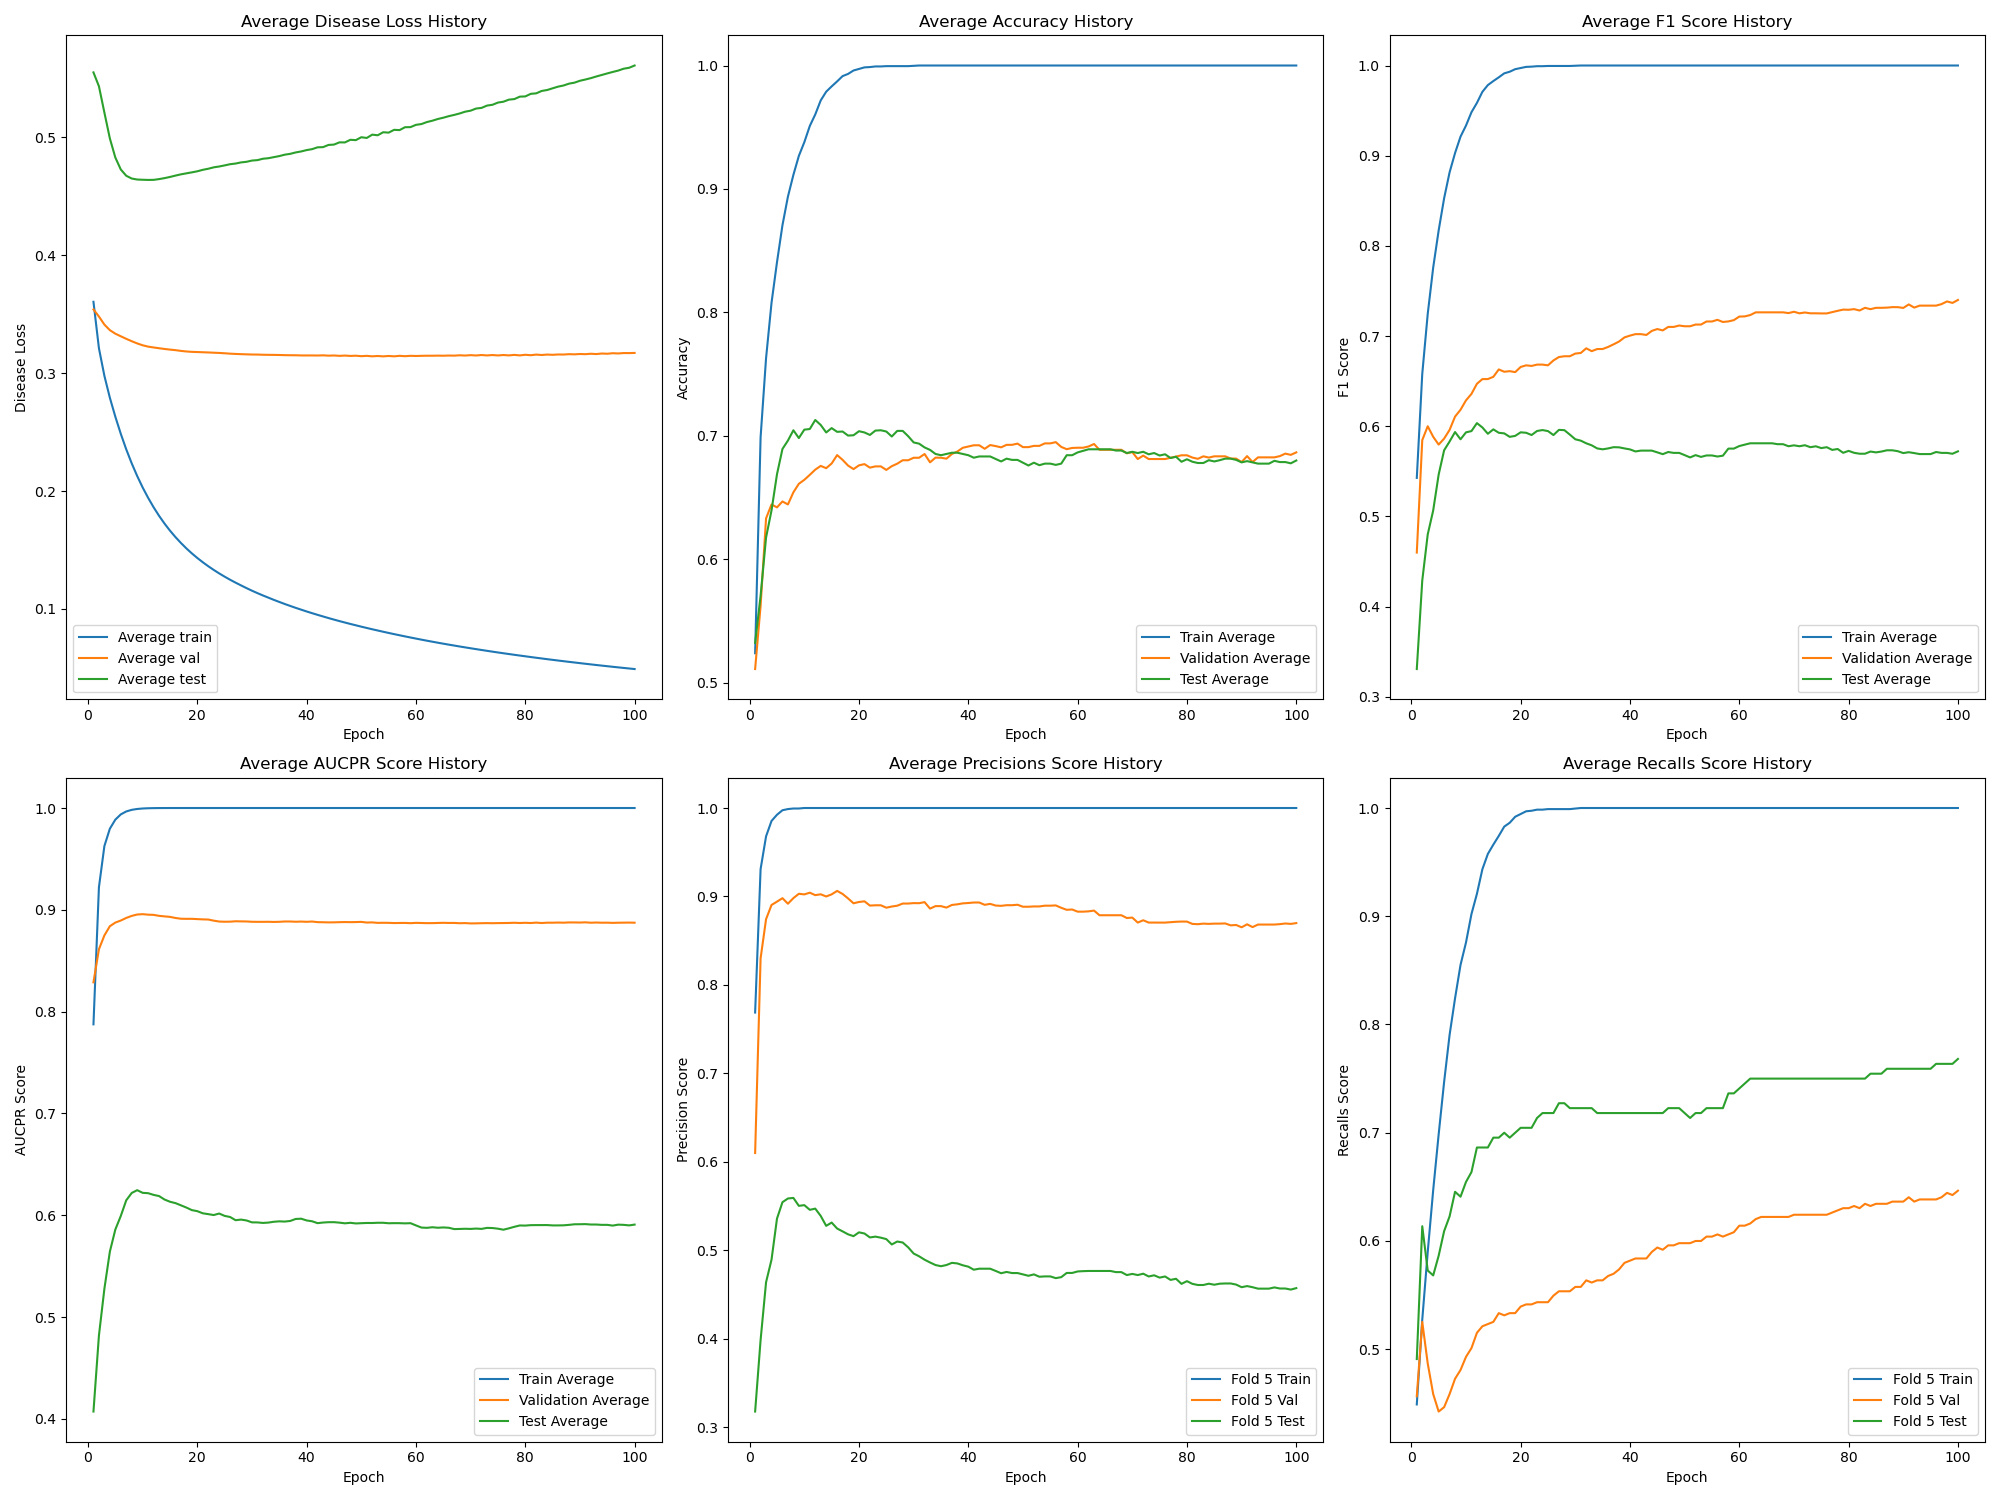 Average Disease Loss History
Disease Loss
0.5
0.4
0.3
0.2
0.1
Average train
Average val
Average test
0 20 40 60 80 100
Epoch
Average Accuracy History
Accuracy
1.0
0.9
0.8
0.7
0.6
0.5
Train Average
Validation Average
Test Average
0 20 40 60 80 100
Epoch
Average F1 Score History
F1 Score
1.0
0.9
0.8
0.7
0.6
0.5
0.4
0.3
Train Average
Validation Average
Test Average
0 20 40 60 80 100
Epoch
Average AUCPR Score History
AUCPR Score
1.0
0.9
0.8
0.7
0.6
0.5
0.4
Train Average
Validation Average
Test Average
0 20 40 60 80 100
Epoch
Average Precisions Score History
Precision Score
1.0
0.9
0.8
0.7
0.6
0.5
0.4
0.3
Fold 5 Train
Fold 5 Val
Fold 5 Test
0 20 40 60 80 100
Epoch
Average Recalls Score History
Recalls Score
1.0
0.9
0.8
0.7
0.6
0.5
Fold 5 Train
Fold 5 Val
Fold 5 Test
0 20 40 60 80 100
Epoch